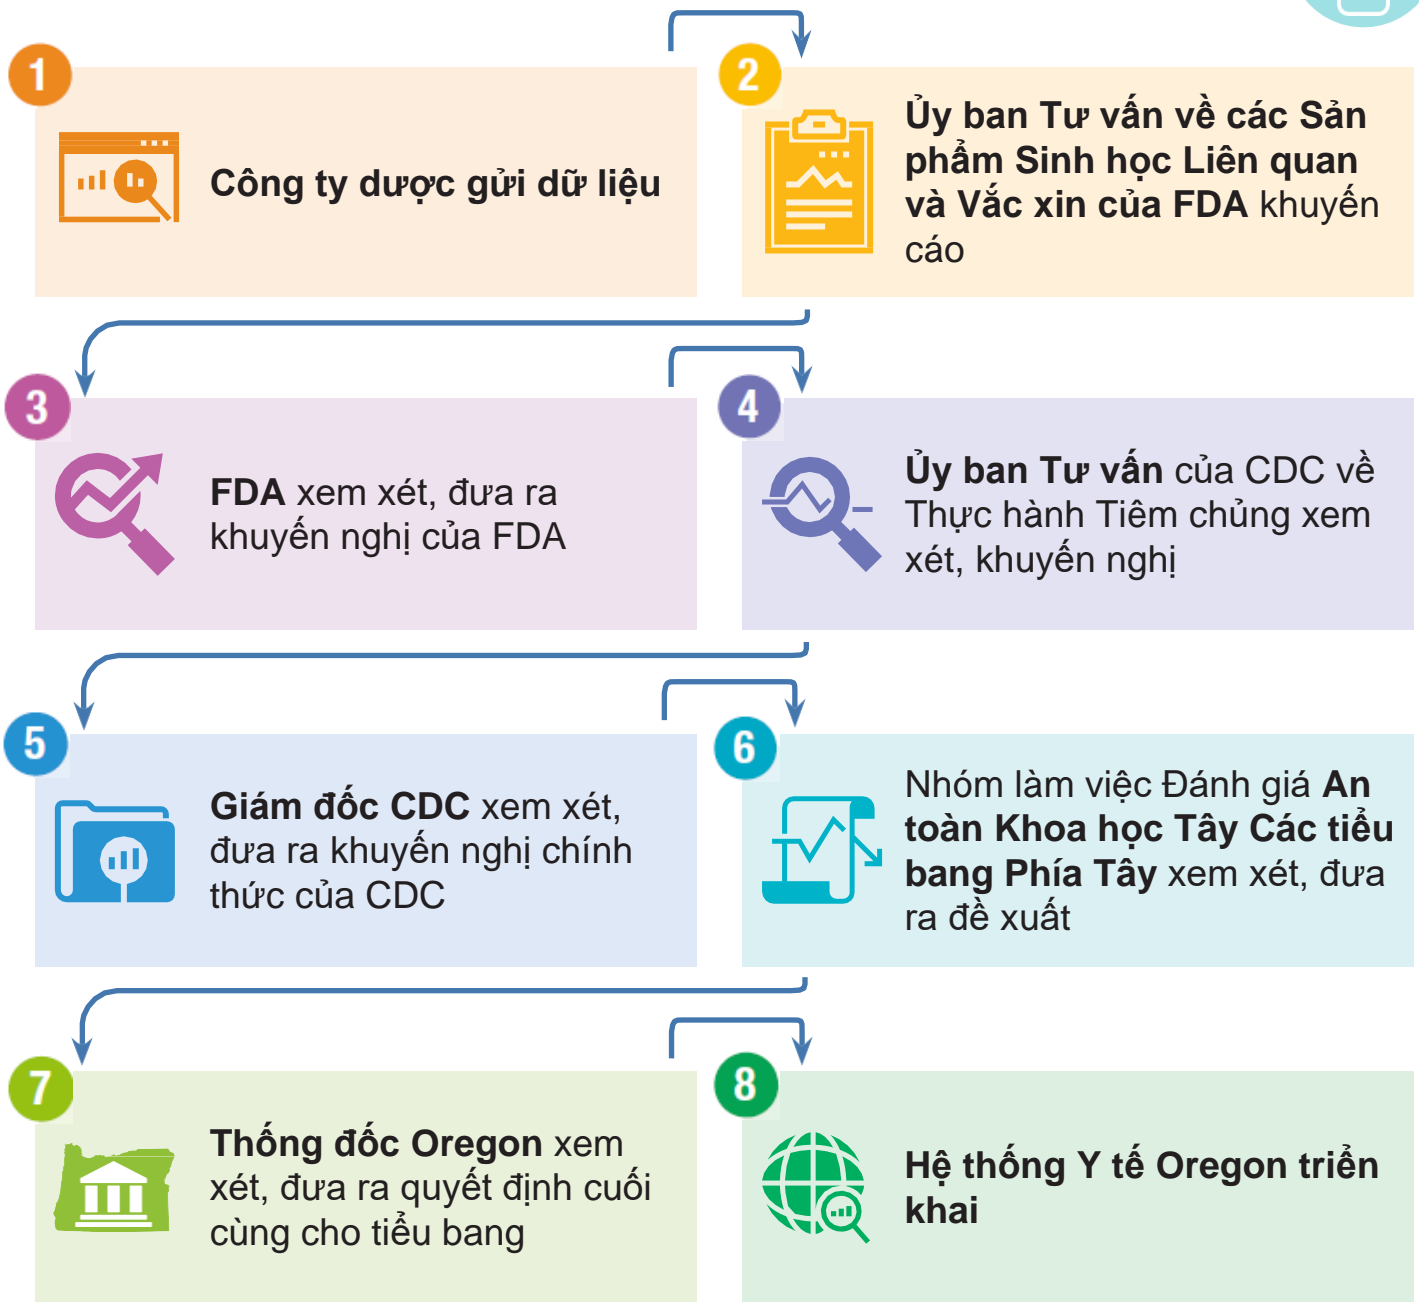 1
Công ty dược gửi dữ liệu
2
Ủy ban Tư vấn về các Sản
phẩm Sinh học Liên quan
và Vắc xin của FDA khuyến
cáo
3
FDA xem xét, đưa ra
khuyến nghị của FDA
4
Ủy ban Tư vấn của CDC về
Thực hành Tiêm chủng xem
xét, khuyến nghị
5
Giám đốc CDC xem xét,
đưa ra khuyến nghị chính
thức của CDC
6
Nhóm làm việc Đánh giá An
toàn Khoa học Tây Các tiểu
bang Phía Tây xem xét, đưa
ra đề xuất
7
Thống đốc Oregon xem
xét, đưa ra quyết định cuối
cùng cho tiểu bang
8
Hệ thống Y tế Oregon triển
khai